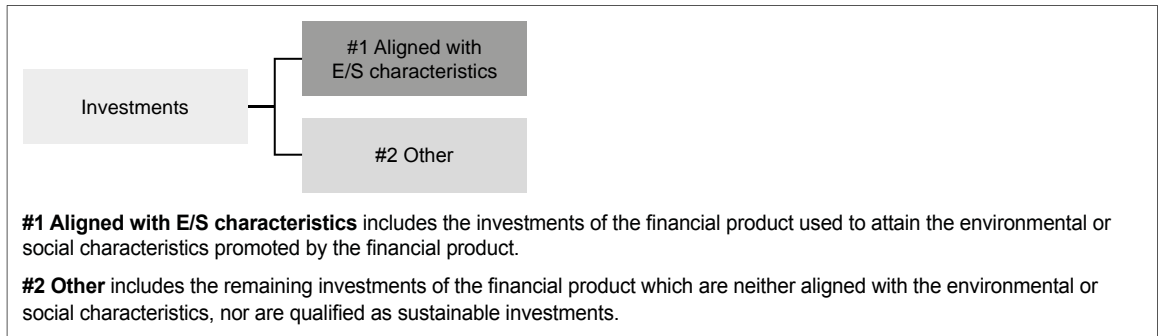 #1 Aligned with
E/S characteristics
Investments
#2 Other
#1 Aligned with E/S characteristics includes the investments of the financial product used to attain the environmental or
social characteristics promoted by the financial product.
#2 Other includes the remaining investments of the financial product which are neither aligned with the environmental or
social characteristics, nor are qualified as sustainable investments.